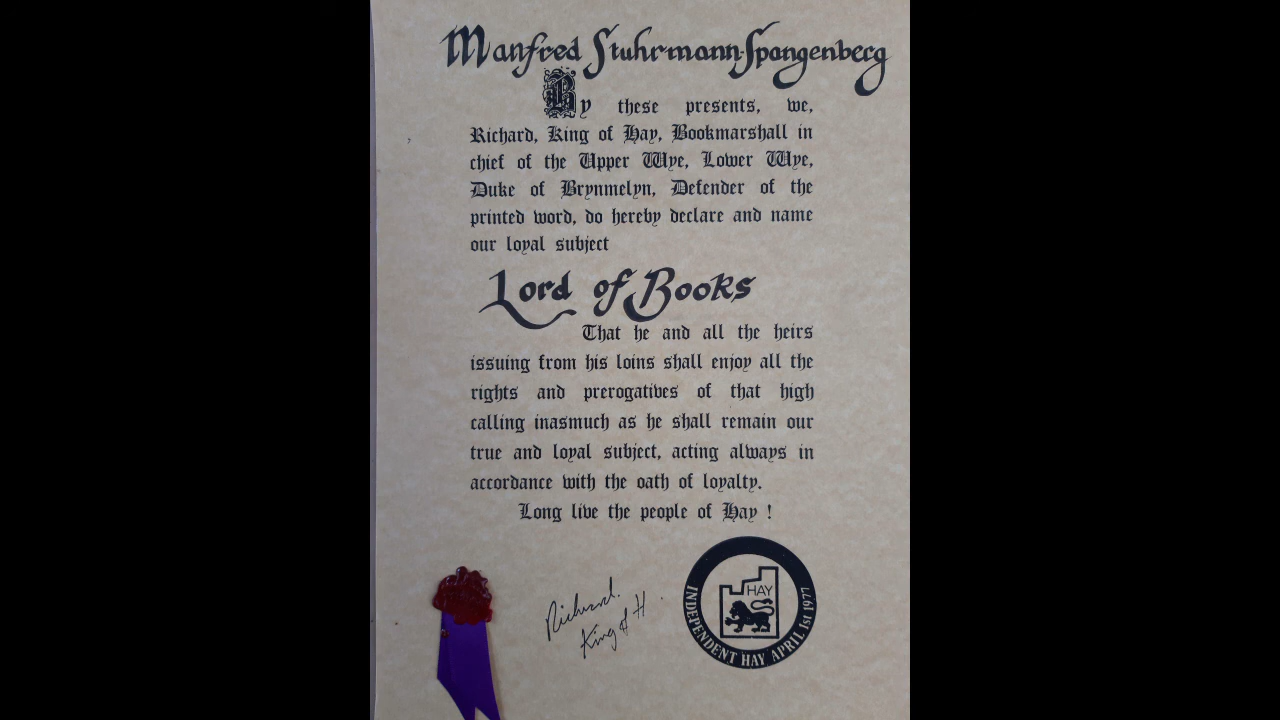 Manfred Stuhrmann-Spangenberg
By these presents, we,
Richard, King of Hay, Bookmarshall in
chief of the Upper Wye, Lower Wye,
Duke of Brynmelyn, Defender of the
printed word, do hereby declare and name
our loyal subject
Lord of Books
That he and all the heirs
issuing from his loins shall enjoy all the
rights and prerogatives of that high
calling inasmuch as he shall remain our
true and loyal subject, acting always in
accordance with the oath of loyalty.
Long live the people of Hay !
Richard.
King of H
HAY
INDEPENDENT HAY APRIL 1st 1977